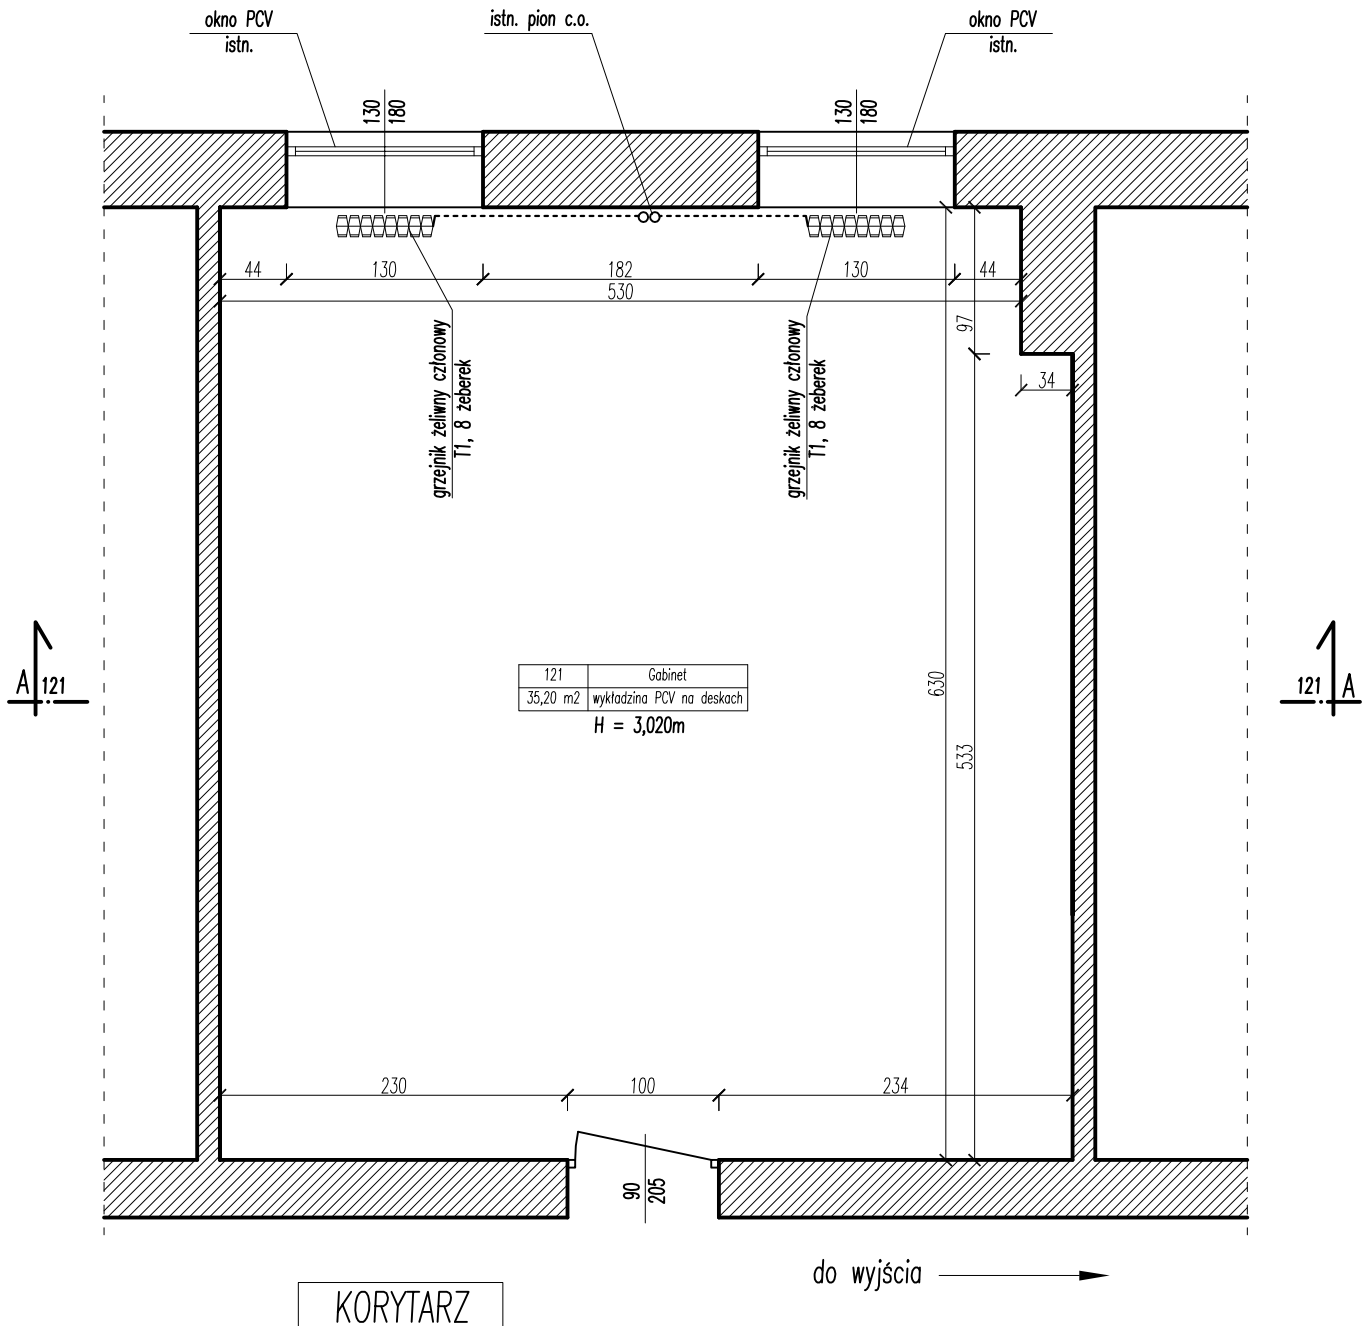 okno PCV
istn.
istn. pion c.o.
okno PCV
istn.
130
180
130
180
44
130
182
130
44
530
97
34
grzejnik żeliwny członowy
T1, 8 żeberek
grzejnik żeliwny członowy
T1, 8 żeberek
A 121
121 A
121 Gabinet
35,20 m2 wykładzina PCV na deskach
H = 3,020m
630
533
230
100
234
90
205
do wyjścia
KORYTARZ